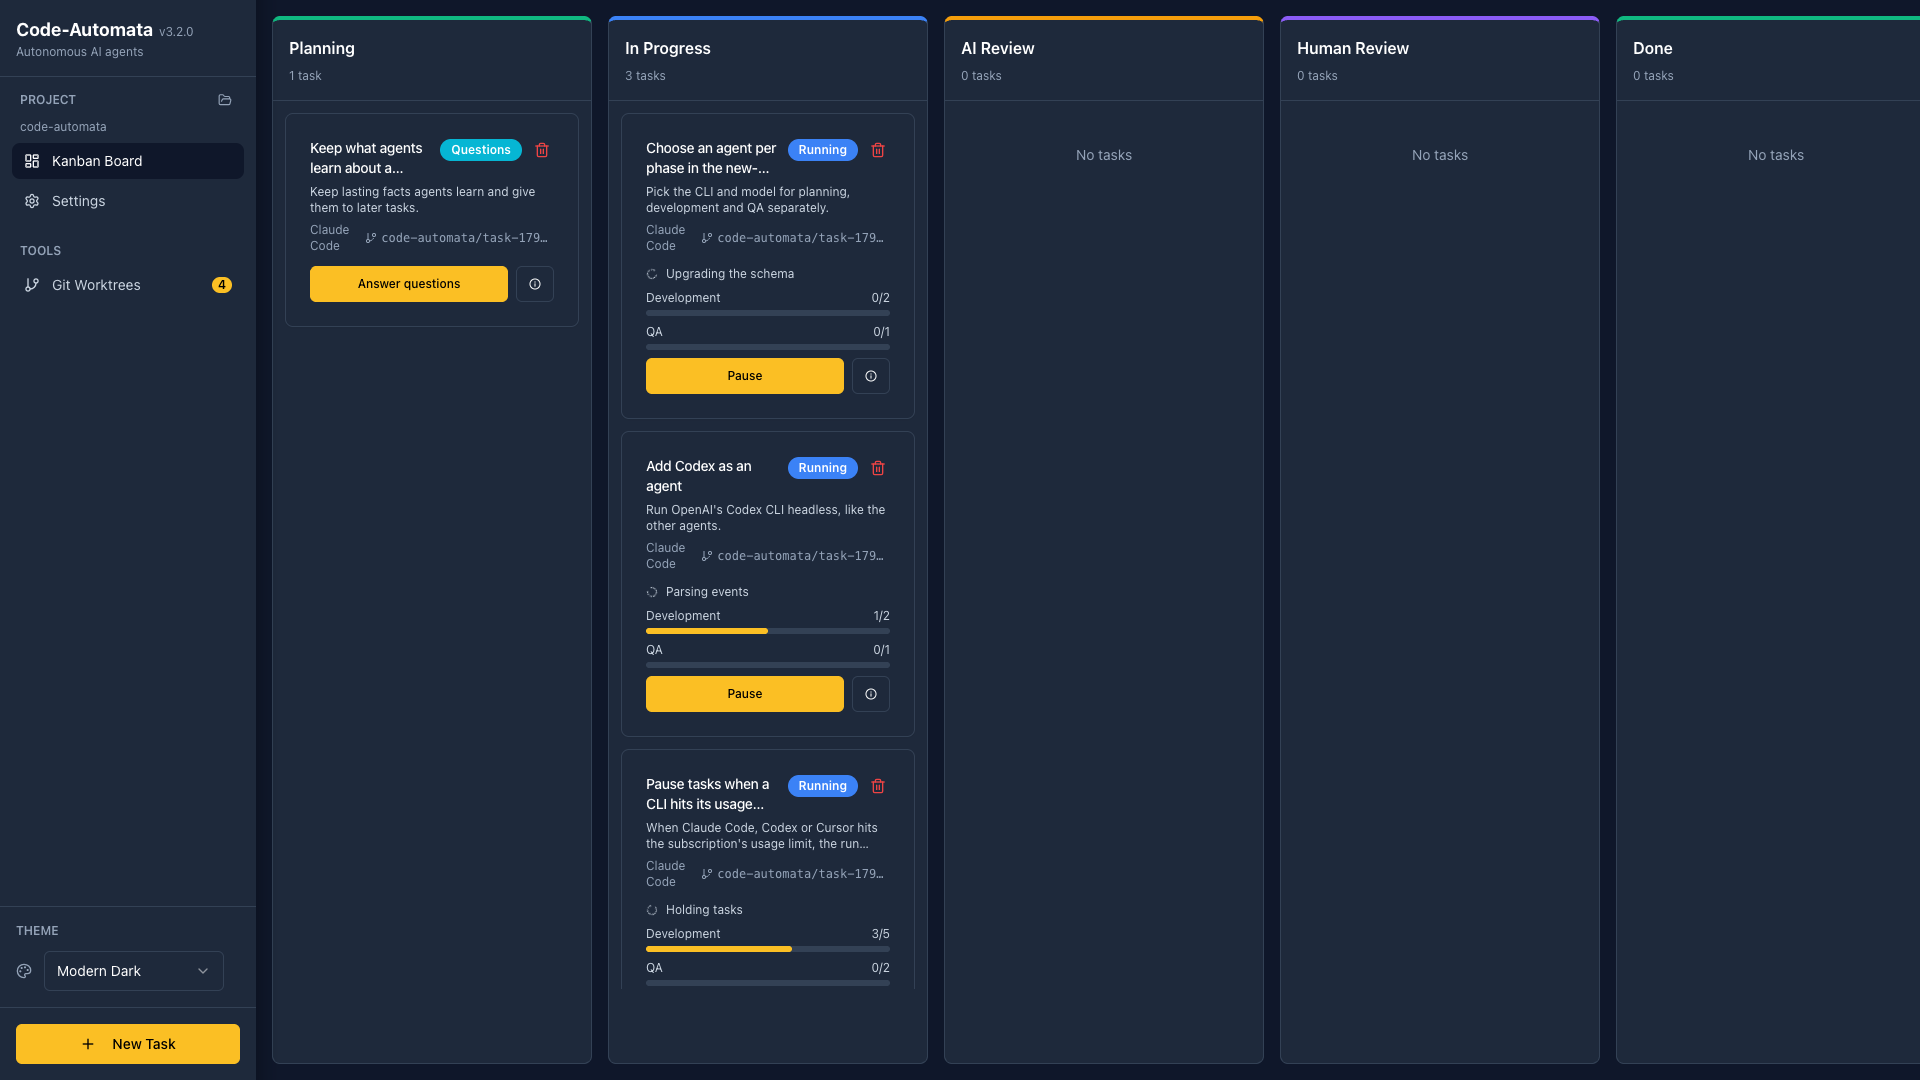 Code-Automata v3.2.0
Autonomous AI agents
PROJECT
code-automata
Kanban Board
Settings
TOOLS
Git Worktrees 4
THEME
Modern Dark
New Task
Planning
1 task
Keep what agents
learn about a...
Questions
Keep lasting facts agents learn and give
them to later tasks.
Claude
Code
code-automata/task-179…
Answer questions
In Progress
3 tasks
Choose an agent per
phase in the new-...
Running
Pick the CLI and model for planning,
development and QA separately.
Claude
Code
code-automata/task-179…
Upgrading the schema
Development 0/2
QA 0/1
Pause
Add Codex as an
agent
Running
Run OpenAI's Codex CLI headless, like the
other agents.
Claude
Code
code-automata/task-179…
Parsing events
Development 1/2
QA 0/1
Pause
Pause tasks when a
CLI hits its usage...
Running
When Claude Code, Codex or Cursor hits
the subscription's usage limit, the run...
Claude
Code
code-automata/task-179…
Holding tasks
Development 3/5
QA 0/2
AI Review
0 tasks
No tasks
Human Review
0 tasks
No tasks
Done
0 tasks
No tasks